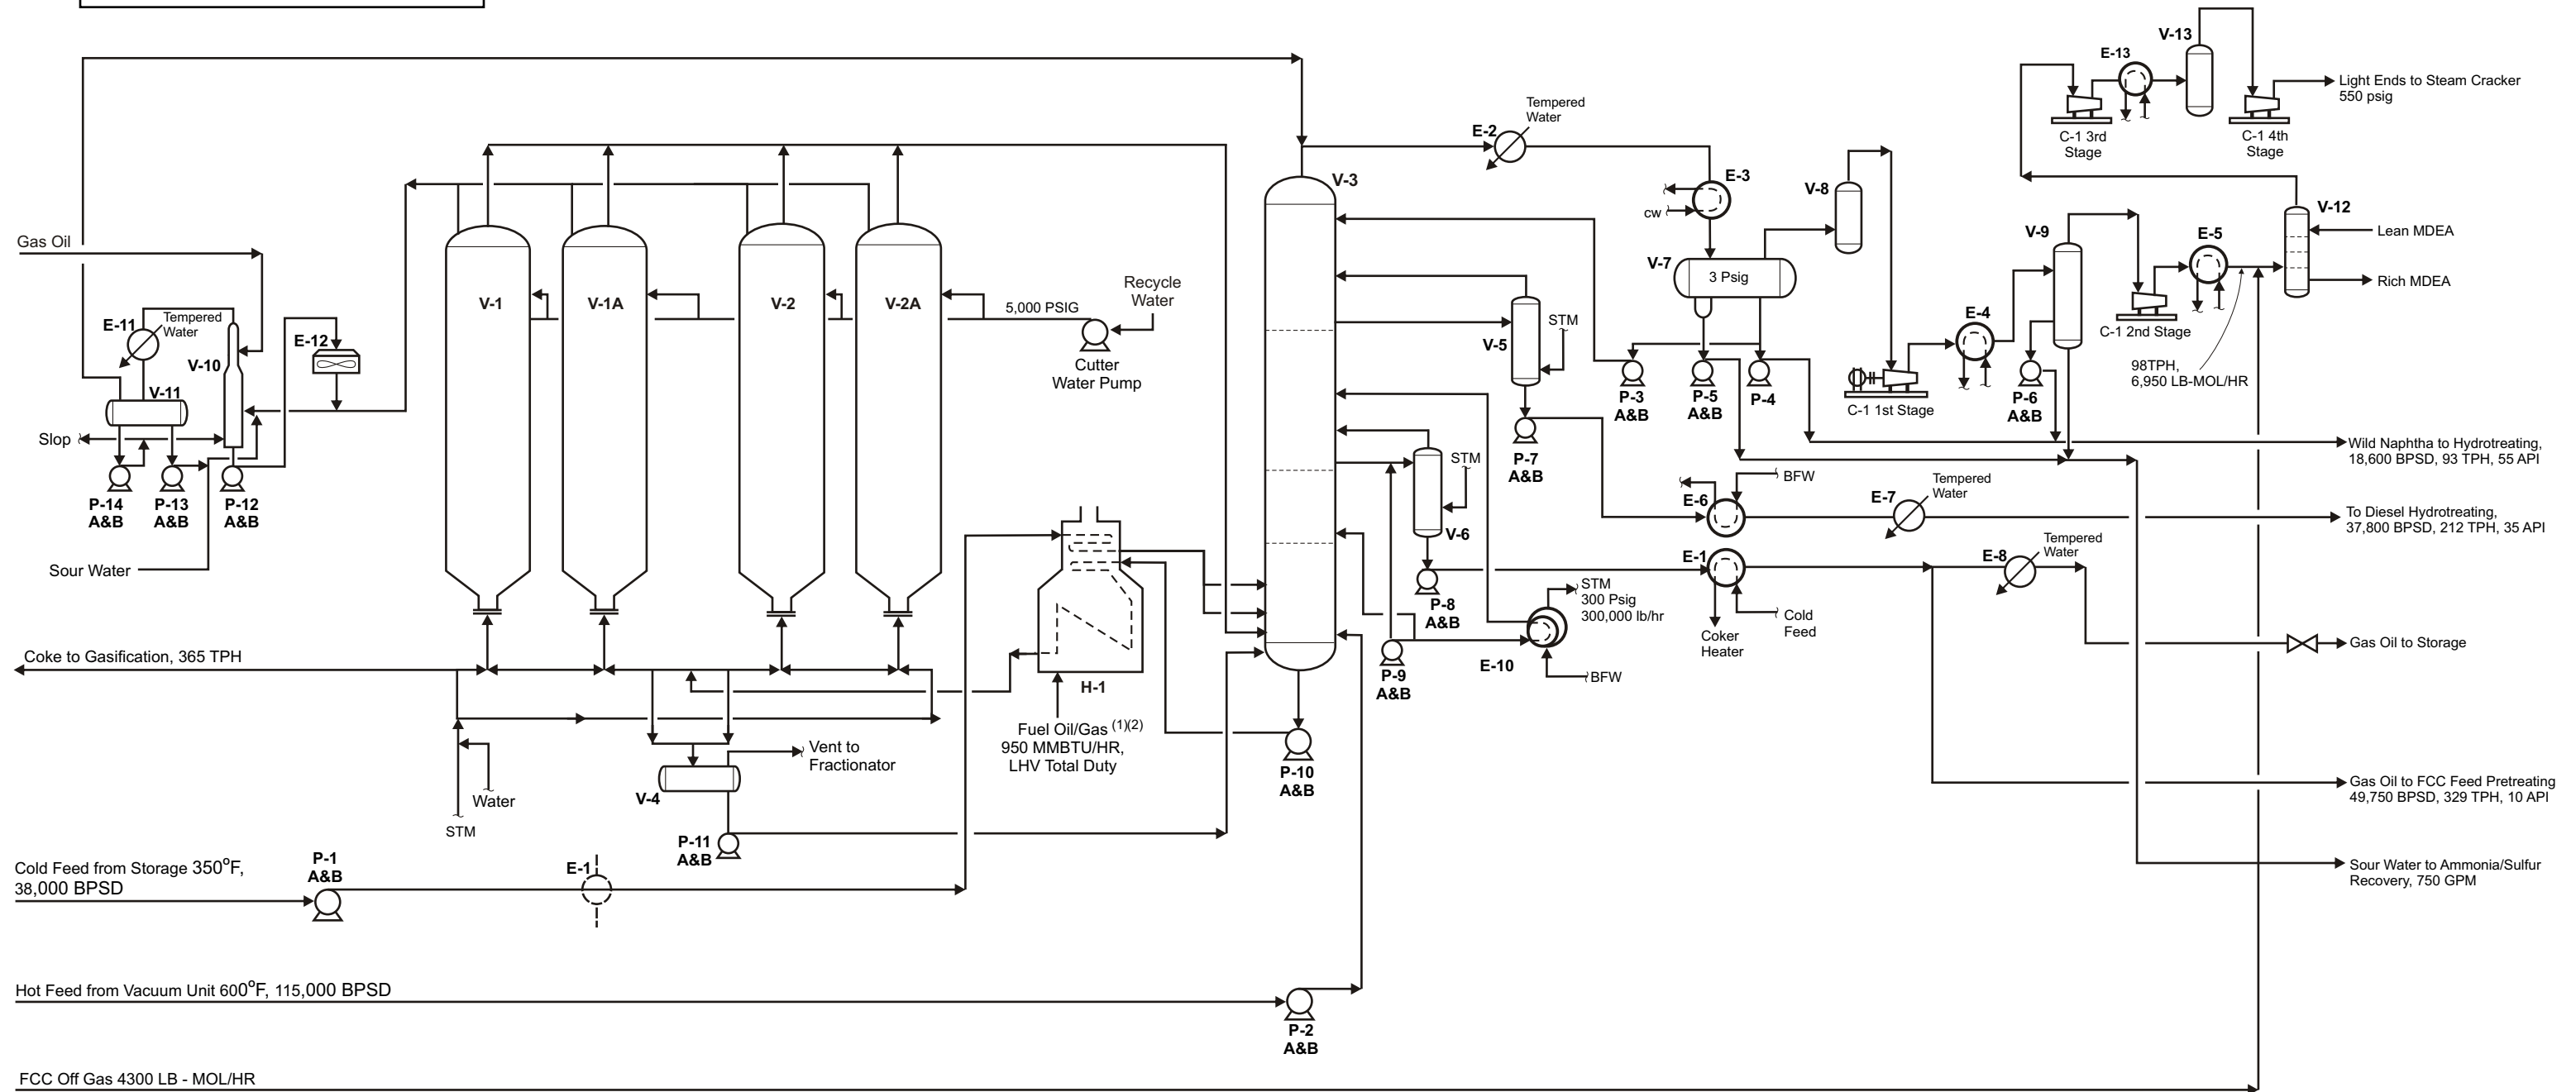 V-13
E-13
Light Ends to Steam Cracker
550 psig
C-1 3rd
Stage
C-1 4th
Stage
Tempered
Water
E-2
V-3
E-3
cw
V-8
V-12
Lean MDEA
Rich MDEA
V-9
E-5
V-7
3 Psig
Gas Oil
V-1
V-1A
V-2
V-2A
5,000 PSIG
Recycle
Water
Cutter
Water Pump
E-11
Tempered
Water
V-10
E-12
V-11
Slop
P-14
A&B
P-13
A&B
P-12
A&B
Sour Water
V-5
STM
P-3
A&B
P-5
A&B
P-4
E-4
C-1 1st Stage
C-1 2nd Stage
P-6
A&B
98TPH,
6,950 LB-MOL/HR
P-7
A&B
STM
V-6
Wild Naphtha to Hydrotreating,
18,600 BPSD, 93 TPH, 55 API
BFW
E-6
E-7
Tempered
Water
To Diesel Hydrotreating,
37,800 BPSD, 212 TPH, 35 API
E-1
E-8
Tempered
Water
P-8
A&B
STM
300 Psig
300,000 lb/hr
Coker
Heater
Cold
Feed
Gas Oil to Storage
P-9
A&B
E-10
BFW
Coke to Gasification, 365 TPH
H-1
Fuel Oil/Gas (1)(2)
950 MMBTU/HR,
LHV Total Duty
Vent to
Fractionator
V-4
Water
STM
P-10
A&B
Gas Oil to FCC Feed Pretreating
49,750 BPSD, 329 TPH, 10 API
P-11
A&B
Cold Feed from Storage 350°F,
38,000 BPSD
P-1
A&B
E-1
Sour Water to Ammonia/Sulfur
Recovery, 750 GPM
Hot Feed from Vacuum Unit 600°F, 115,000 BPSD
P-2
A&B
FCC Off Gas 4300 LB - MOL/HR